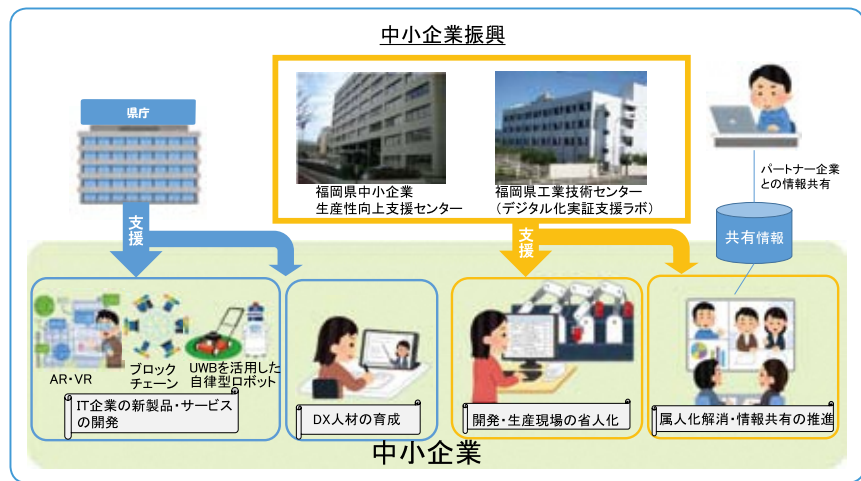 中小企業振興
県庁
福岡県中小企業
生産性向上支援センター
福岡県工業技術センター
(デジタル化実証支援ラボ)
パートナー企業
との情報共有
共有情報
支援
支援
AR・VR
ブロック
チェーン
UWBを活用した
自律型ロボット
IT企業の新製品・サービス
の開発
DX人材の育成
開発・生産現場の省人化
属人化解消・情報共有の推進
中小企業